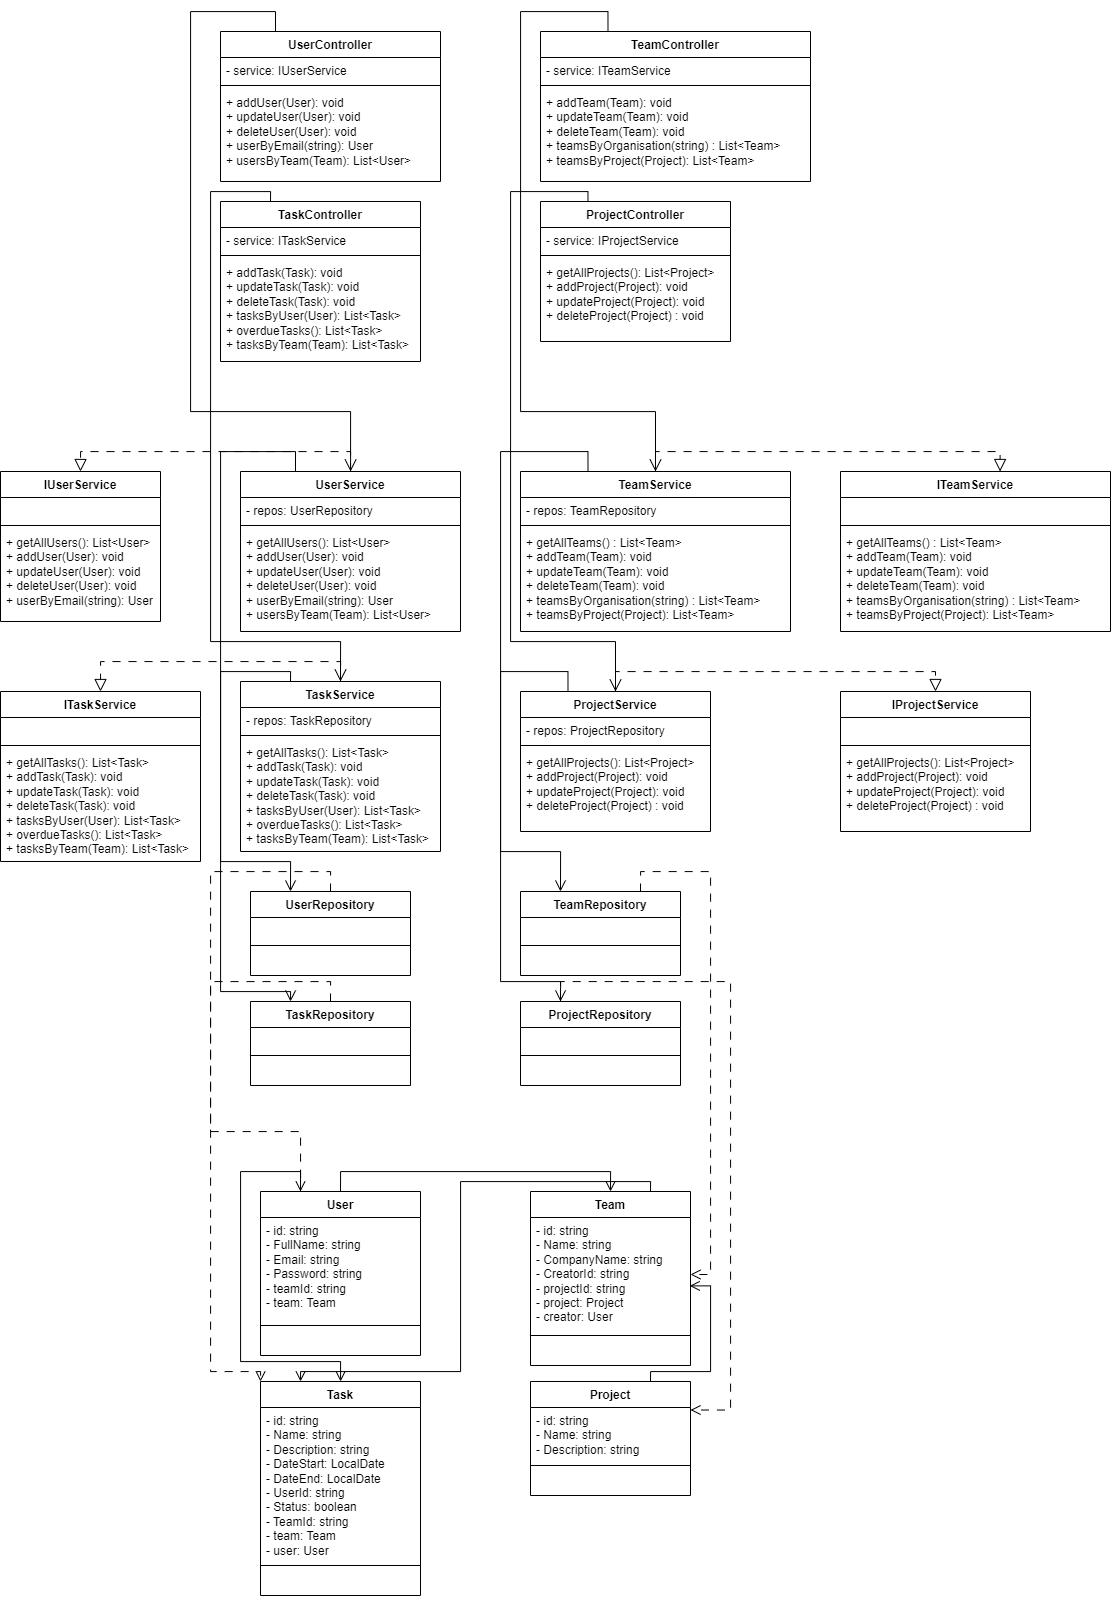 UserController
- service: IUserService
+ addUser(User): void
+ updateUser(User): void
+ deleteUser(User): void
+ userByEmail(string): User
+ usersByTeam(Team): List<User>
TeamController
- service: ITeamService
+ addTeam(Team): void
+ updateTeam(Team): void
+ deleteTeam(Team): void
+ teamsByOrganisation(string) : List<Team>
+ teamsByProject(Project): List<Team>
TaskController
- service: ITaskService
+ addTask(Task): void
+ updateTask(Task): void
+ deleteTask(Task): void
+ tasksByUser(User): List<Task>
+ overdueTasks(): List<Task>
+ tasksByTeam(Team): List<Task>
ProjectController
- service: IProjectService
+ getAllProjects(): List<Project>
+ addProject(Project): void
+ updateProject(Project): void
+ deleteProject(Project) : void
IUserService
+ getAllUsers(): List<User>
+ addUser(User): void
+ updateUser(User): void
+ deleteUser(User): void
+ userByEmail(string): User
UserService
- repos: UserRepository
+ getAllUsers(): List<User>
+ addUser(User): void
+ updateUser(User): void
+ deleteUser(User): void
+ userByEmail(string): User
+ usersByTeam(Team): List<User>
TeamService
- repos: TeamRepository
+ getAllTeams() : List<Team>
+ addTeam(Team): void
+ updateTeam(Team): void
+ deleteTeam(Team): void
+ teamsByOrganisation(string) : List<Team>
+ teamsByProject(Project): List<Team>
ITeamService
+ getAllTeams() : List<Team>
+ addTeam(Team): void
+ updateTeam(Team): void
+ deleteTeam(Team): void
+ teamsByOrganisation(string) : List<Team>
+ teamsByProject(Project): List<Team>
ITaskService
+ getAllTasks(): List<Task>
+ addTask(Task): void
+ updateTask(Task): void
+ deleteTask(Task): void
+ tasksByUser(User): List<Task>
+ overdueTasks(): List<Task>
+ tasksByTeam(Team): List<Task>
TaskService
- repos: TaskRepository
+ getAllTasks(): List<Task>
+ addTask(Task): void
+ updateTask(Task): void
+ deleteTask(Task): void
+ tasksByUser(User): List<Task>
+ overdueTasks(): List<Task>
+ tasksByTeam(Team): List<Task>
ProjectService
- repos: ProjectRepository
+ getAllProjects(): List<Project>
+ addProject(Project): void
+ updateProject(Project): void
+ deleteProject(Project) : void
IProjectService
+ getAllProjects(): List<Project>
+ addProject(Project): void
+ updateProject(Project): void
+ deleteProject(Project) : void
UserRepository
TeamRepository
TaskRepository
ProjectRepository
User
- id: string
- FullName: string
- Email: string
- Password: string
- teamId: string
- team: Team
Team
- id: string
- Name: string
- CompanyName: string
- CreatorId: string
- projectId: string
- project: Project
- creator: User
Task
- id: string
- Name: string
- Description: string
- DateStart: LocalDate
- DateEnd: LocalDate
- UserId: string
- Status: boolean
- TeamId: string
- team: Team
- user: User
Project
- id: string
- Name: string
- Description: string